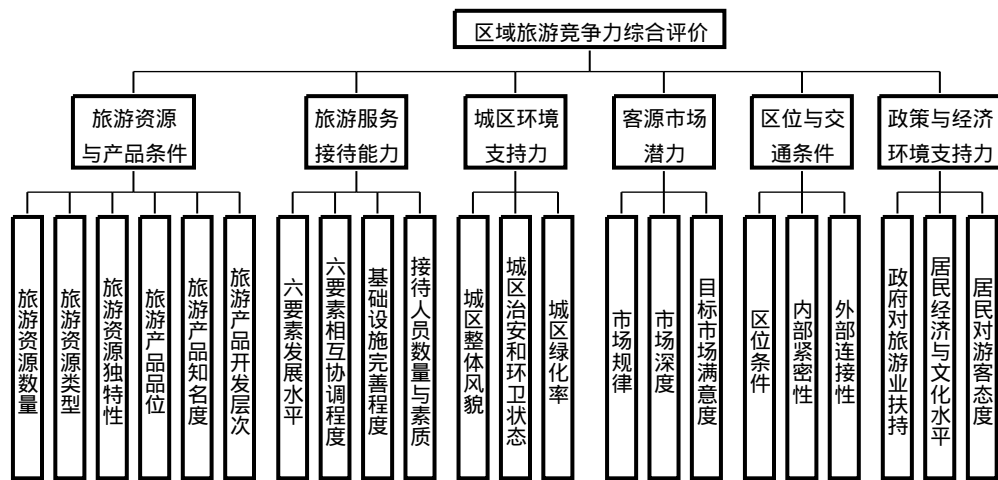 区域旅游竞争力综合评价
旅游资源
与产品条件
旅游服务
接待能力
城区环境
支持力
客源市场
潜力
区位与交
通条件
政策与经济
环境支持力
旅游资源数量
旅游资源类型
旅游资源独特性
旅游产品品位
旅游产品知名度
旅游产品开发层次
六要素发展水平
六要素相互协调程度
基础设施完善程度
接待人员数量与素质
城区整体风貌
城区治安和环卫状态
城区绿化率
市场规律
市场深度
目标市场满意度
区位条件
内部紧密性
外部连接性
政府对旅游业扶持
居民经济与文化水平
居民对游客态度